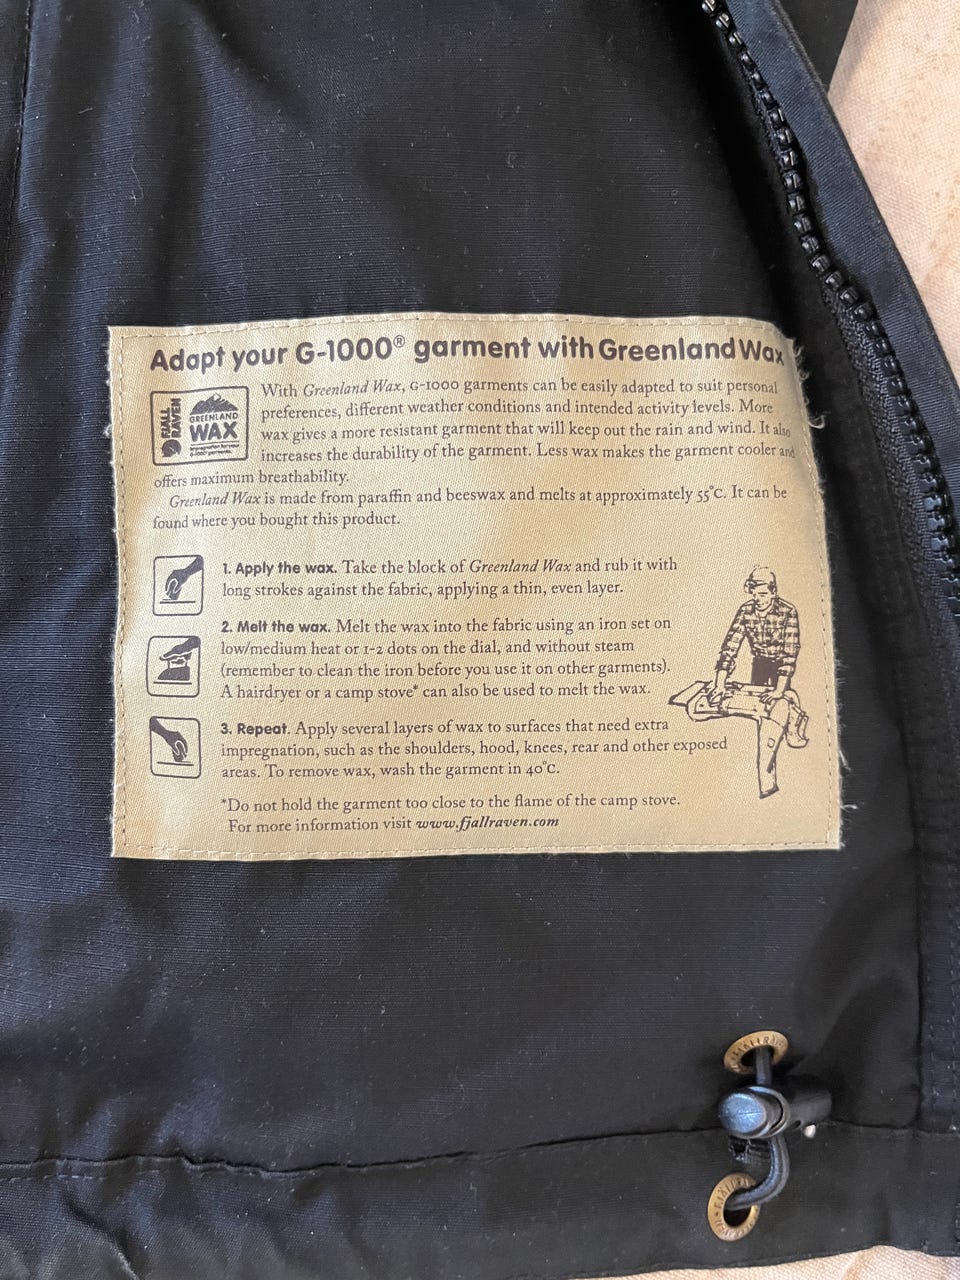 Adapt your G-1000® garment with Greenland Wax
FJÄLL
RÄVEN
GREENLAND
WAX
With Greenland Wax, G-1000 garments can be easily adapted to suit personal
preferences, different weather conditions and intended activity levels. More
wax gives a more resistant garment that will keep out the rain and wind. It also
increases the durability of the garment. Less wax makes the garment cooler and
offers maximum breathability.
Greenland Wax is made from paraffin and beeswax and melts at approximately 55°C. It can be
found where you bought this product.
1. Apply the wax. Take the block of Greenland Wax and rub it with
long strokes against the fabric, applying a thin, even layer.
2. Melt the wax. Melt the wax into the fabric using an iron set on
low/medium heat or 1-2 dots on the dial, and without steam
(remember to clean the iron before you use it on other garments).
A hairdryer or a camp stove* can also be used to melt the wax.
3. Repeat. Apply several layers of wax to surfaces that need extra
impregnation, such as the shoulders, hood, knees, rear and other exposed
areas. To remove wax, wash the garment in 40°C.
*Do not hold the garment too close to the flame of the camp stove.
For more information visit www.fjallraven.com